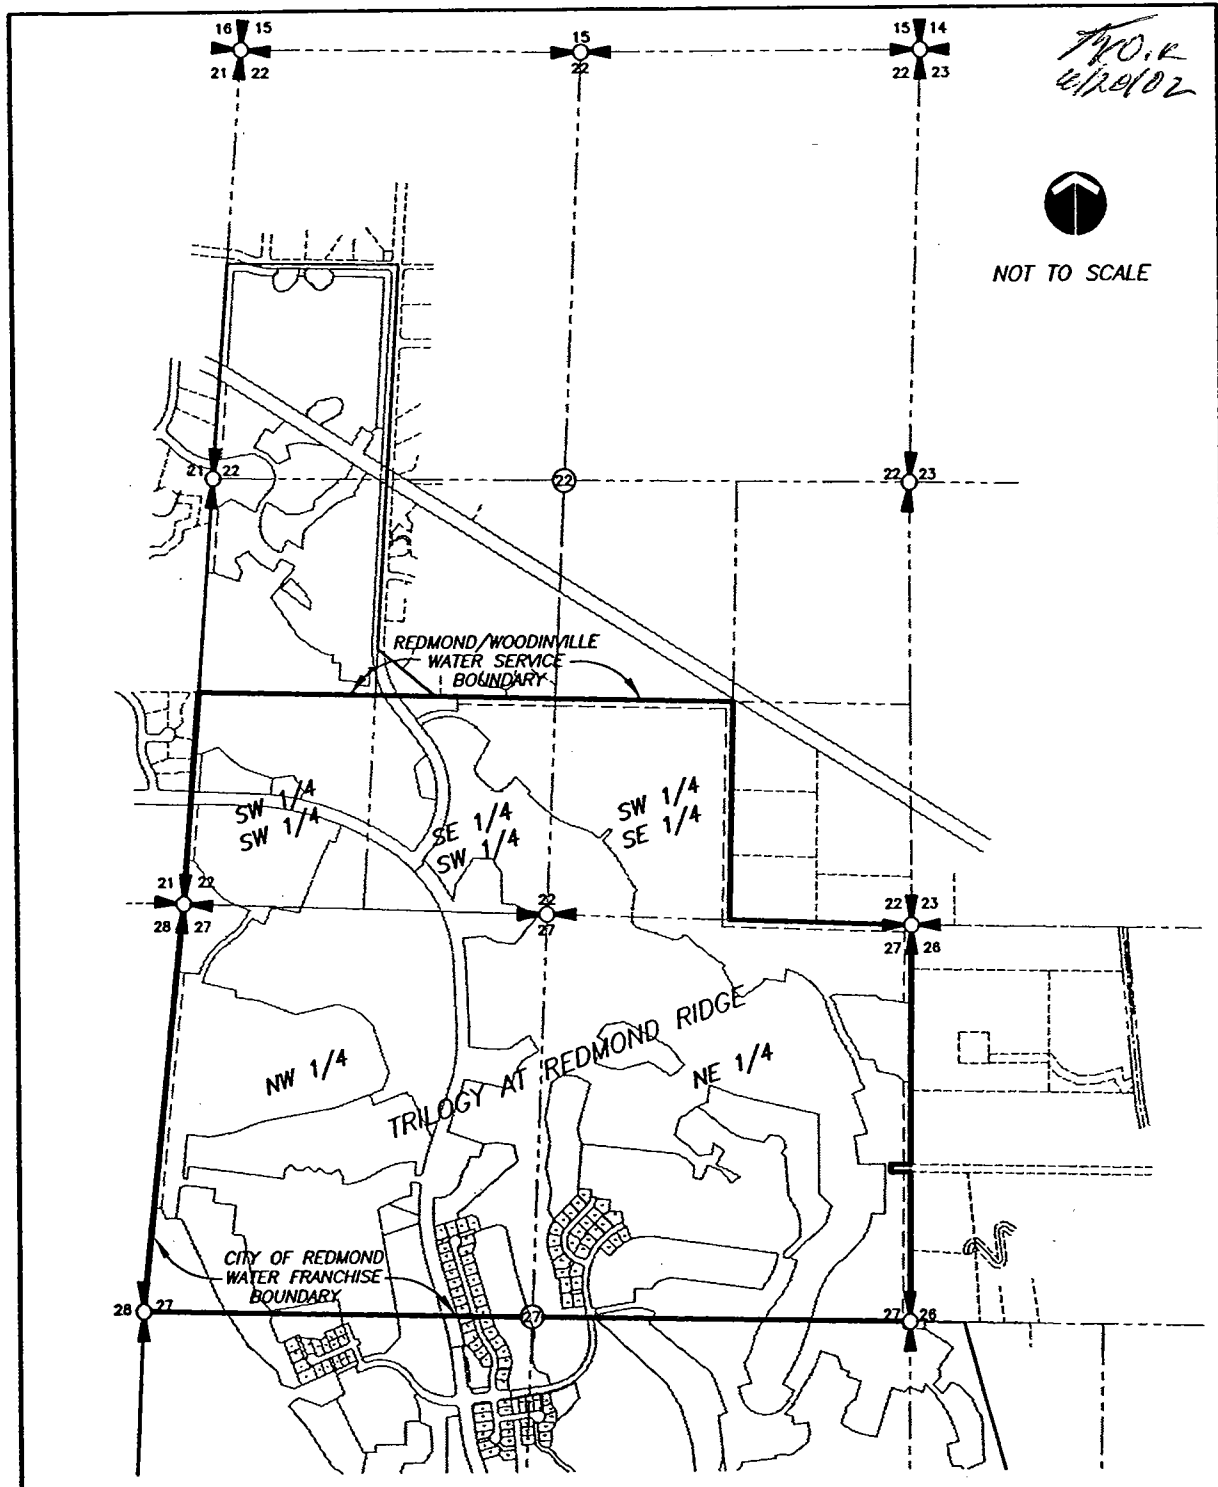 16 15
21 22
15
22
15 14
22 23
6/20/02
NOT TO SCALE
21 22
22
22 23
REDMOND/WOODINVILLE
WATER SERVICE
BOUNDARY
SW 1/4
SW 1/4
SE 1/4
SW 1/4
SW 1/4
SE 1/4
21 22
28 27
22
27
22 23
27 26
TRILOGY AT REDMOND RIDGE
NW 1/4
NE 1/4
CITY OF REDMOND
WATER FRANCHISE
BOUNDARY
28 27
27
27 26